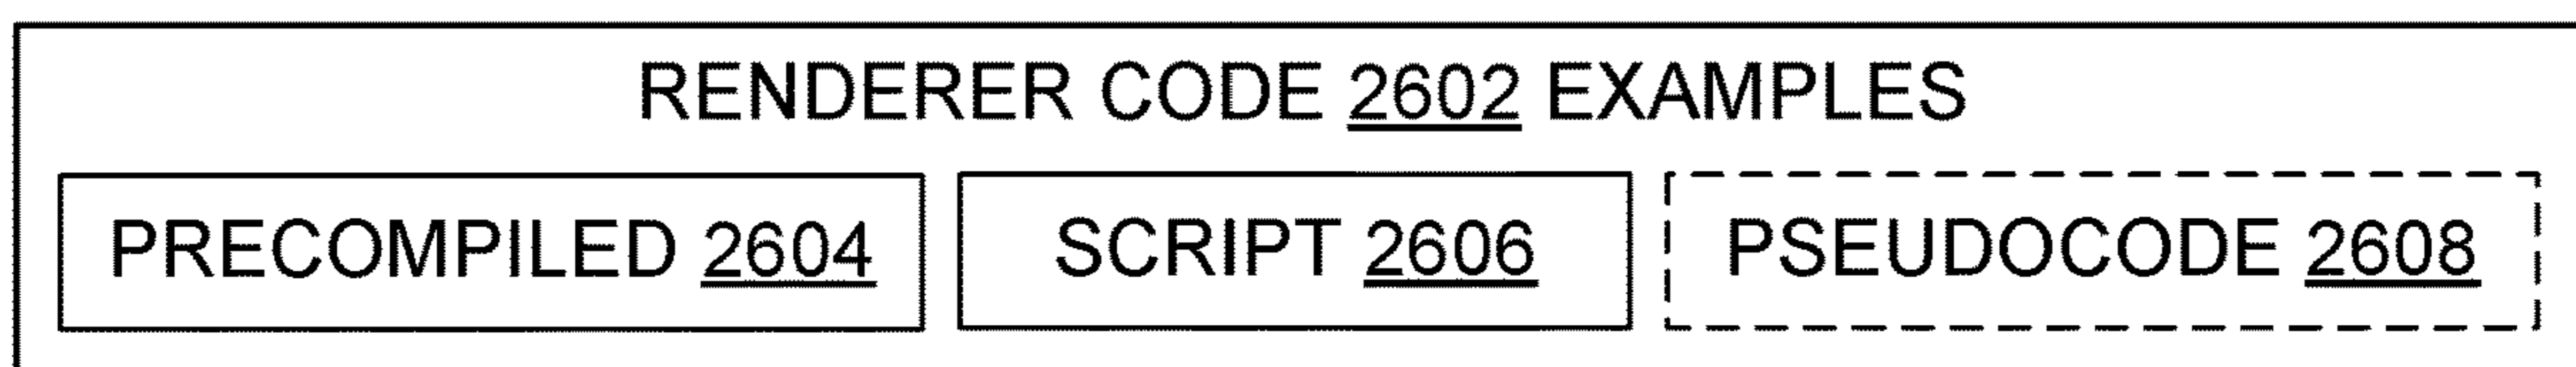 RENDERER CODE 2602 EXAMPLES
PRECOMPILED 2604
SCRIPT 2606
PSEUDOCODE 2608